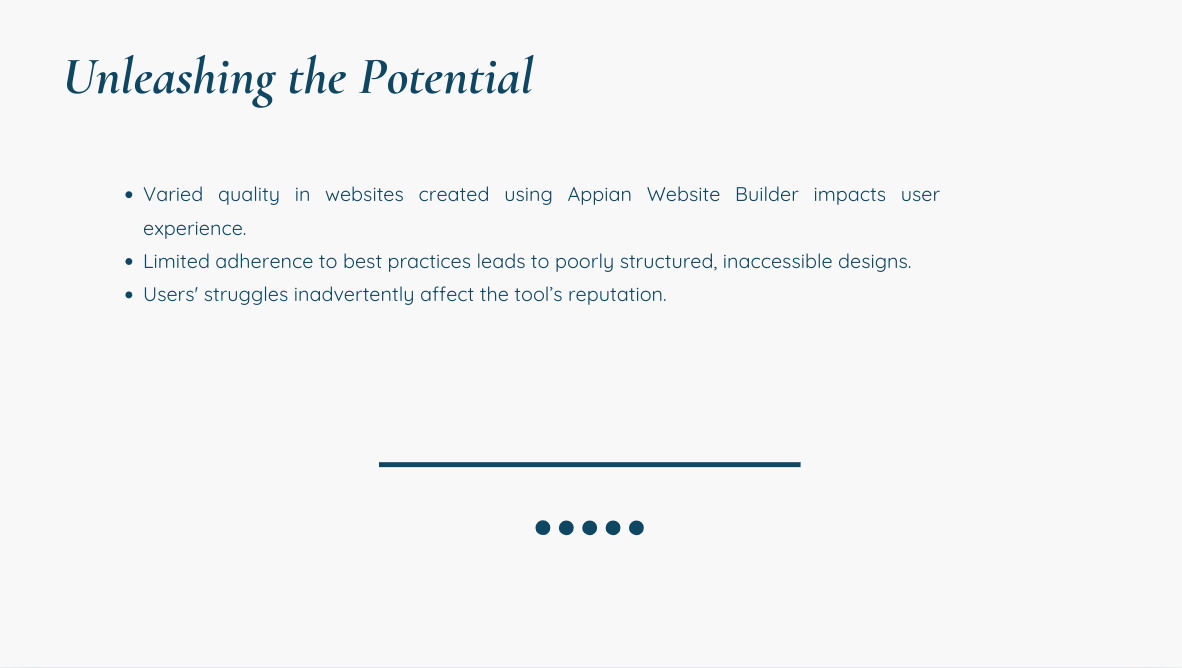 Unleashing the Potential
• Varied quality in websites created using Appian Website Builder impacts user
experience.
• Limited adherence to best practices leads to poorly structured, inaccessible designs.
• Users' struggles inadvertently affect the tool’s reputation.